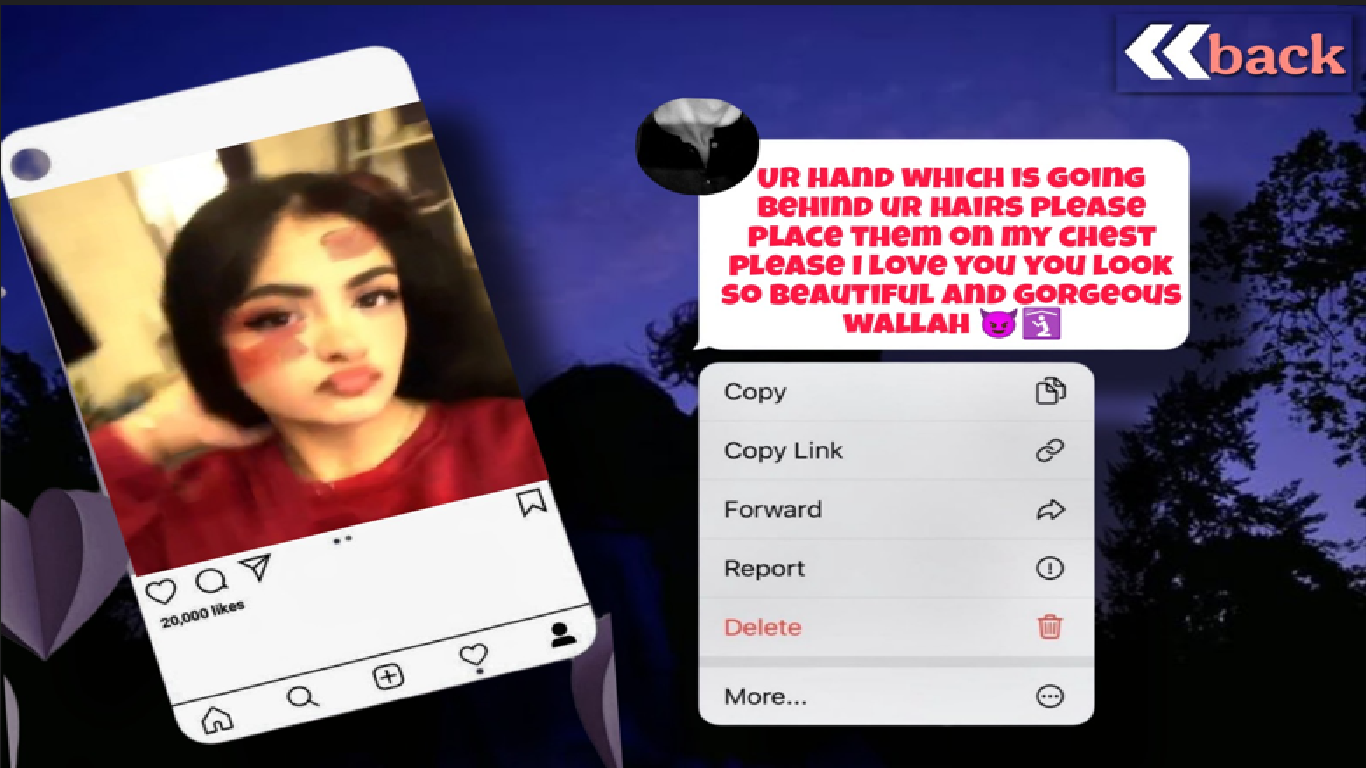 back
UR HAND WHICH IS GOING
BEHIND UR HAIRS PLEASE
PLACE THEM ON MY CHEST
PLEASE I LOVE YOU YOU LOOK
SO BEAUTIFUL AND GORGEOUS
WALLAH 😈🛐
Copy
Copy Link
Forward
Report
Delete
More...
20,000 likes